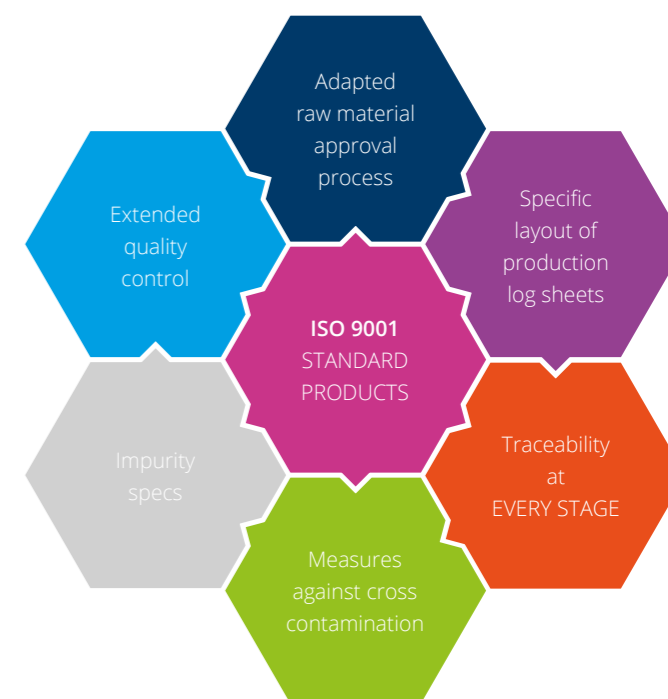 Adapted
raw material
approval
process
Extended
quality
control
Specific
layout of
production
log sheets
ISO 9001
STANDARD
PRODUCTS
Impurity
specs
Traceability
at
EVERY STAGE
Measures
against cross
contamination